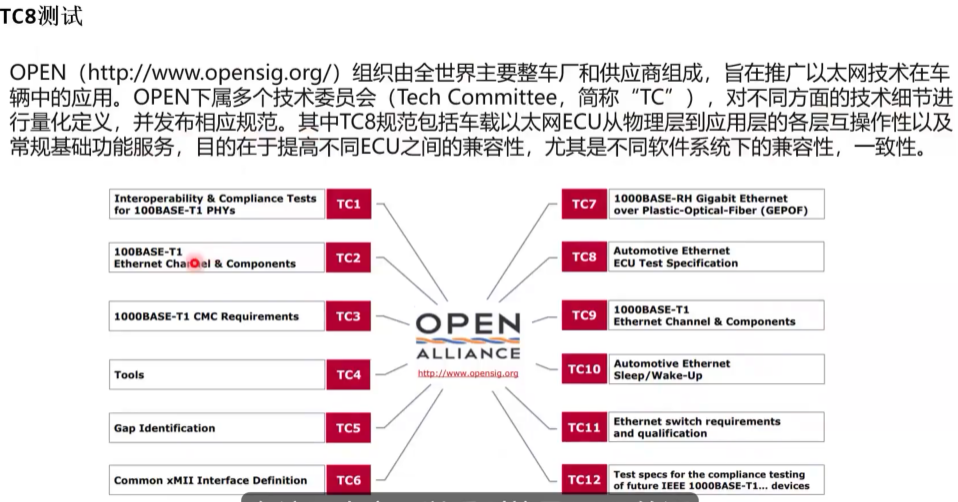 TC8测试
OPEN（http://www.opensig.org/）组织由全世界主要整车厂和供应商组成，旨在推广以太网技术在车
辆中的应用。OPEN下属多个技术委员会（Tech Committee，简称“TC”），对不同方面的技术细节进
行量化定义，并发布相应规范。其中TC8规范包括车载以太网ECU从物理层到应用层的各层互操作性以及
常规基础功能服务，目的在于提高不同ECU之间的兼容性，尤其是不同软件系统下的兼容性，一致性。
Interoperability & Compliance Tests
for 100BASE-T1 PHYs
TC1
100BASE-T1
Ethernet Channel & Components
TC2
1000BASE-T1 CMC Requirements
TC3
Tools
TC4
Gap Identification
TC5
Common xMII Interface Definition
TC6
OPEN
ALLIANCE
http://www.opensig.org
TC7
1000BASE-RH Gigabit Ethernet
over Plastic-Optical-Fiber (GEPOF)
TC8
Automotive Ethernet
ECU Test Specification
TC9
1000BASE-T1
Ethernet Channel & Components
TC10
Automotive Ethernet
Sleep/Wake-Up
TC11
Ethernet switch requirements
and qualification
TC12
Test specs for the compliance testing
of future IEEE 1000BASE-T1... devices